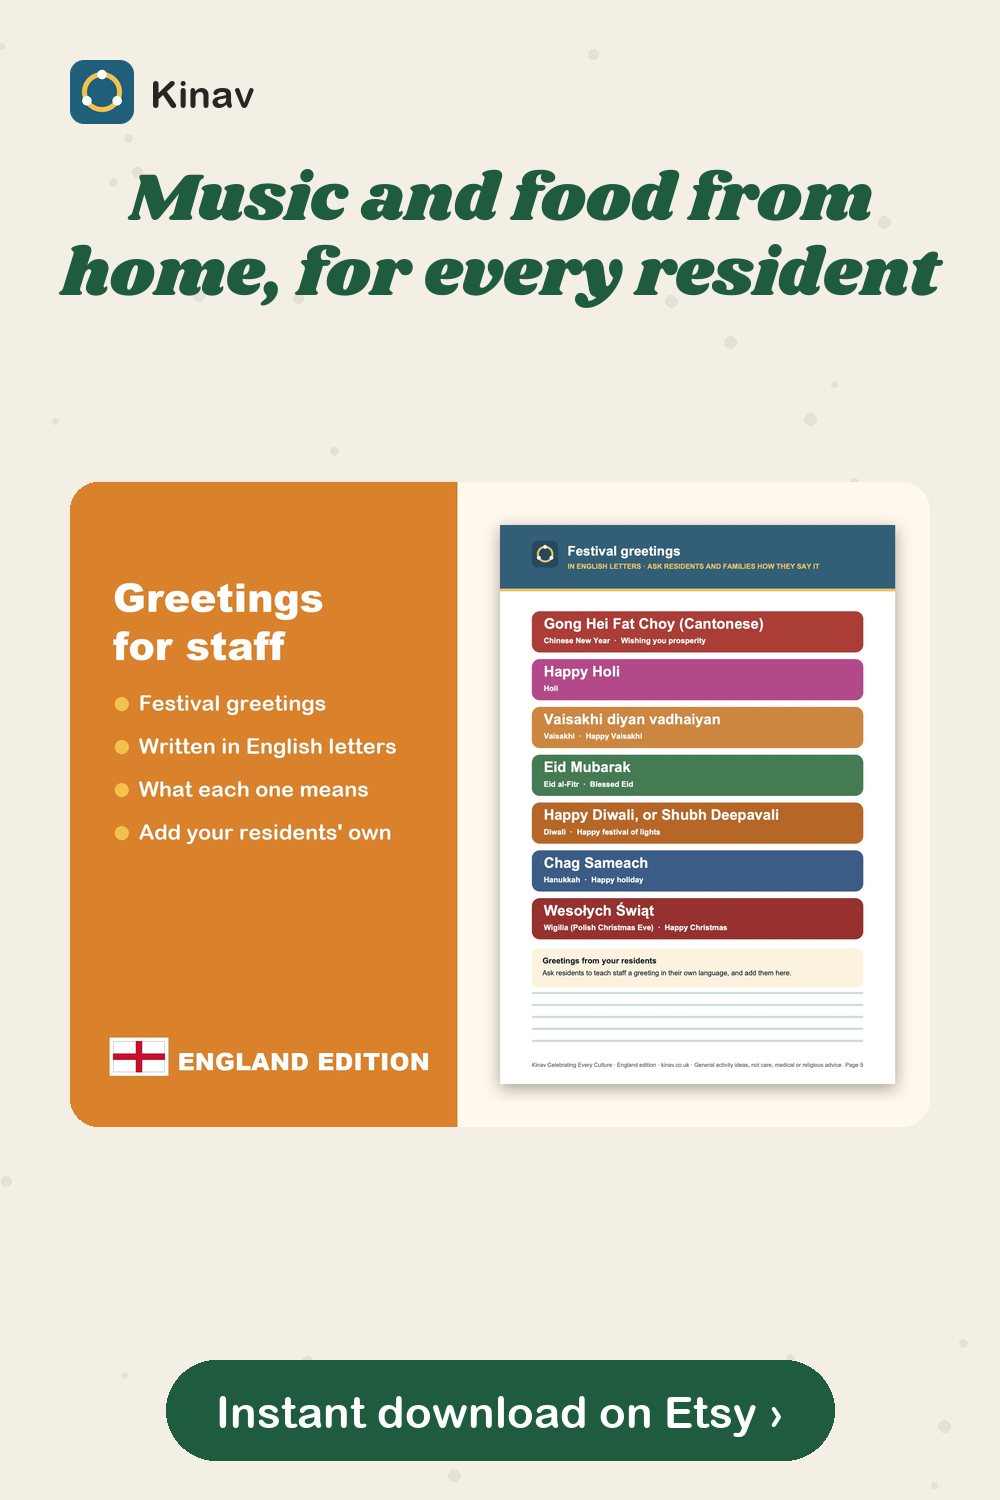 Kinav
Music and food from
home, for every resident
Greetings
for staff
Festival greetings
Written in English letters
What each one means
Add your residents' own
ENGLAND EDITION
Festival greetings
IN ENGLISH LETTERS · ASK RESIDENTS AND FAMILIES HOW THEY SAY IT
Gong Hei Fat Choy (Cantonese)
Chinese New Year · Wishing you prosperity
Happy Holi
Holi
Vaisakhi diyan vadhaiyan
Vaisakhi · Happy Vaisakhi
Eid Mubarak
Eid al-Fitr · Blessed Eid
Happy Diwali, or Shubh Deepavali
Diwali · Happy festival of lights
Chag Sameach
Hanukkah · Happy holiday
Wesołych Świąt
Wigilia (Polish Christmas Eve) · Happy Christmas
Greetings from your residents
Ask residents to teach staff a greeting in their own language, and add them here.
Kinav Celebrating Every Culture · England edition · kinav.co.uk · General activity ideas, not care, medical or religious advice. Page 5
Instant download on Etsy ›